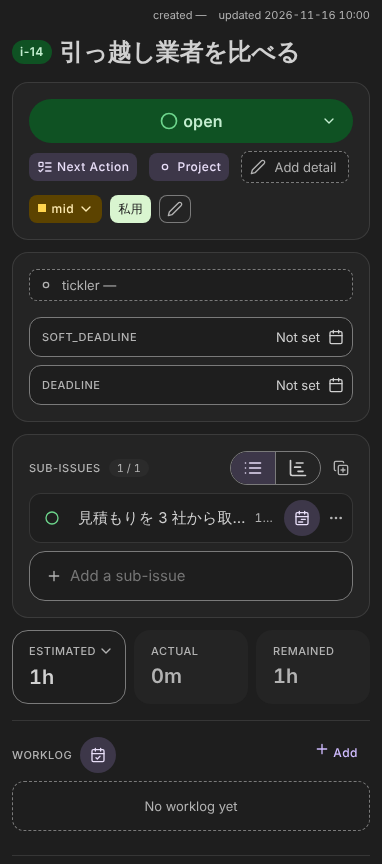 created — updated 2026-11-16 10:00
i-14 引っ越し業者を比べる
open
Next Action Project Add detail
mid 私用
tickler —
SOFT_DEADLINE Not set
DEADLINE Not set
SUB-ISSUES 1 / 1
見積もりを 3 社から取... 1...
Add a sub-issue
ESTIMATED ACTUAL REMAINED
1h 0m 1h
WORKLOG Add
No worklog yet